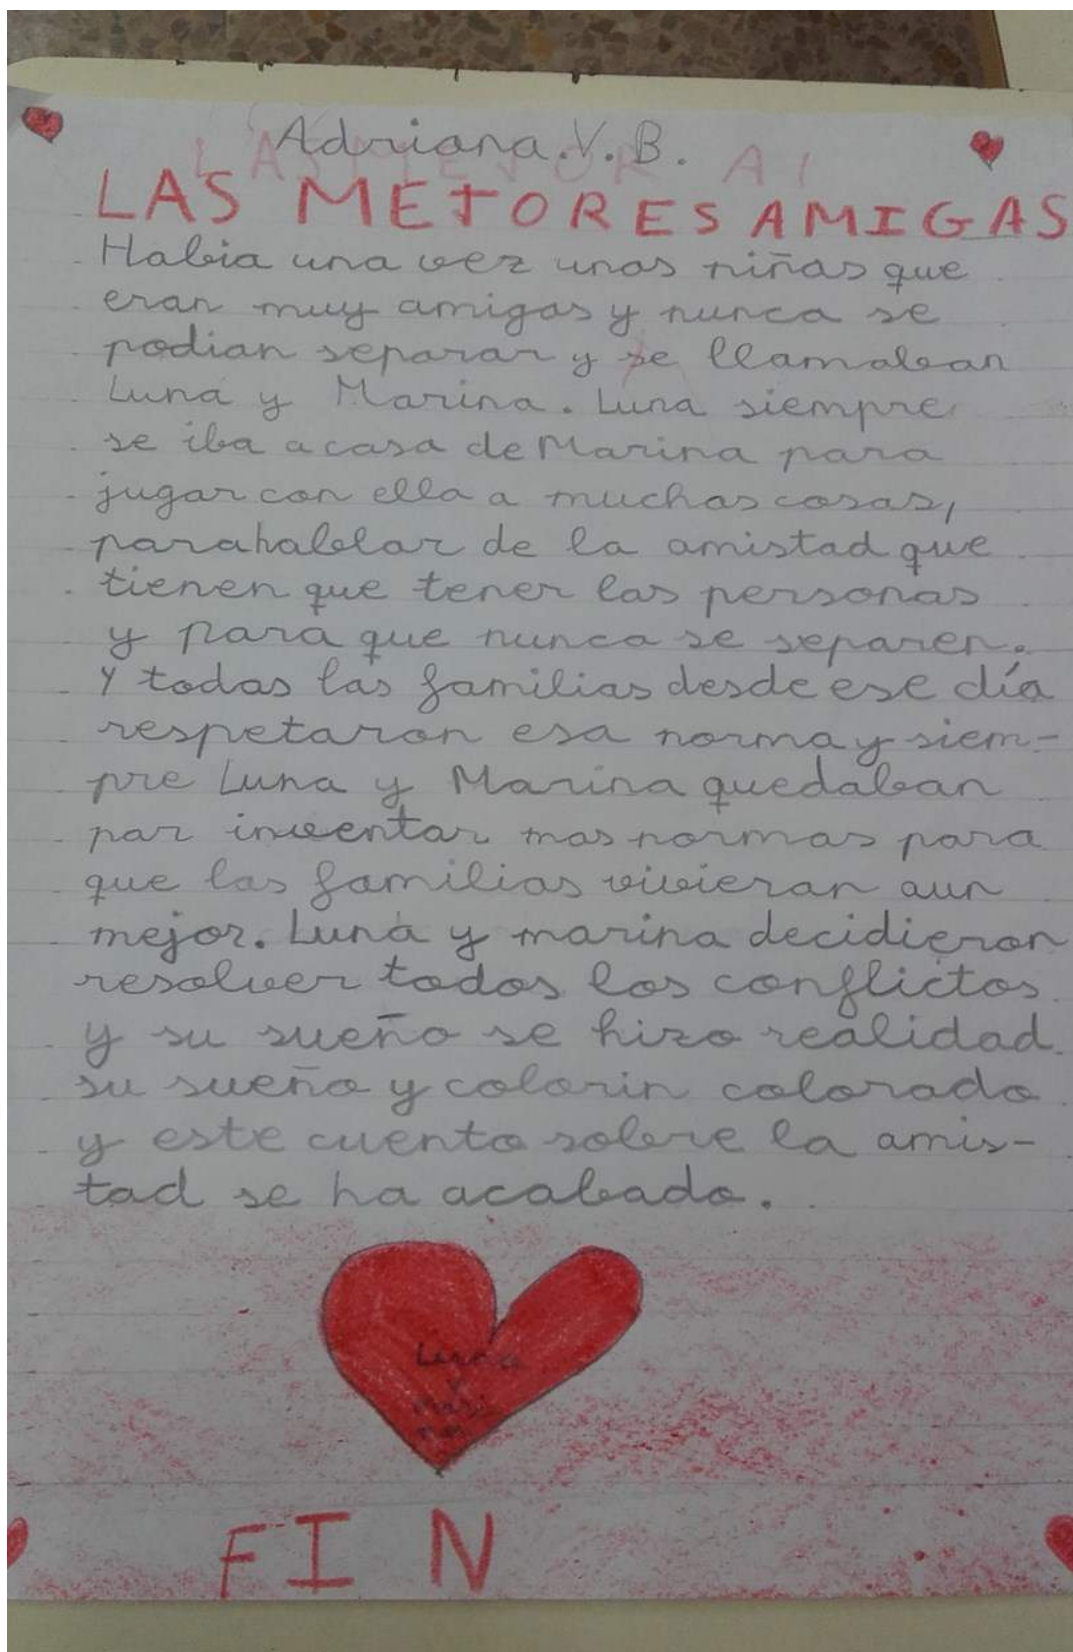 Adriana.V.B.
LAS MEJORES AMIGAS
Habia una vez unas niñas que
eran muy amigas y nunca se
podian separar y se llamaban
Luna y Marina. Luna siempre
se iba a casa de Marina para
jugar con ella a muchas cosas,
para hablar de la amistad que
tienen que tener las personas
y para que nunca se separen.
Y todas las familias desde ese día
respetaron esa norma y siem-
pre Luna y Marina quedaban
par inventar mas normas para
que las familias vivieran aun
mejor. Luna y marina decidieron
resolver todos los conflictos
y su sueño se hizo realidad
su sueño y colorin colorado
y este cuento sobre la amis-
tad se ha acabado.
Luna
y
Mari
na
FIN